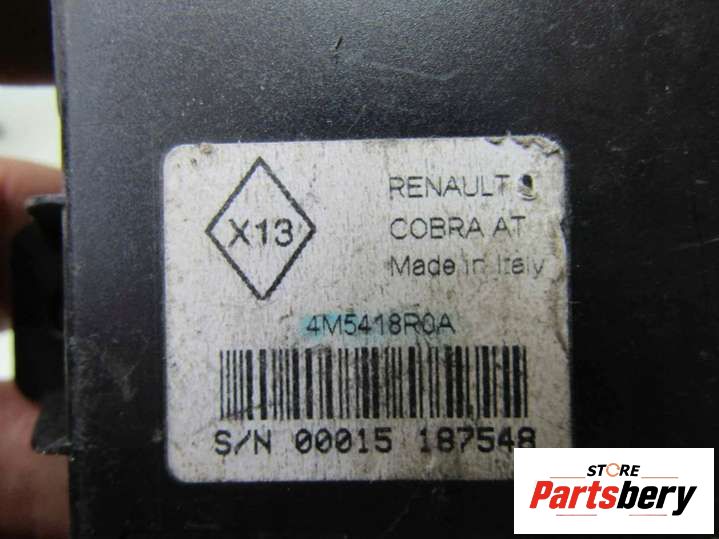 X13
RENAULT
COBRA AT
Made in Italy
4M5418R0A
S/N 00015 187548
STORE
Partsbery